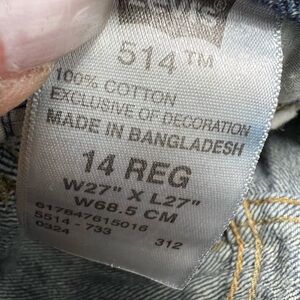 514™
100% COTTON
EXCLUSIVE OF DECORATION
MADE IN BANGLADESH
14 REG
W27" X L27"
W68.5 CM
617847615016
5514 - 733
0324 312